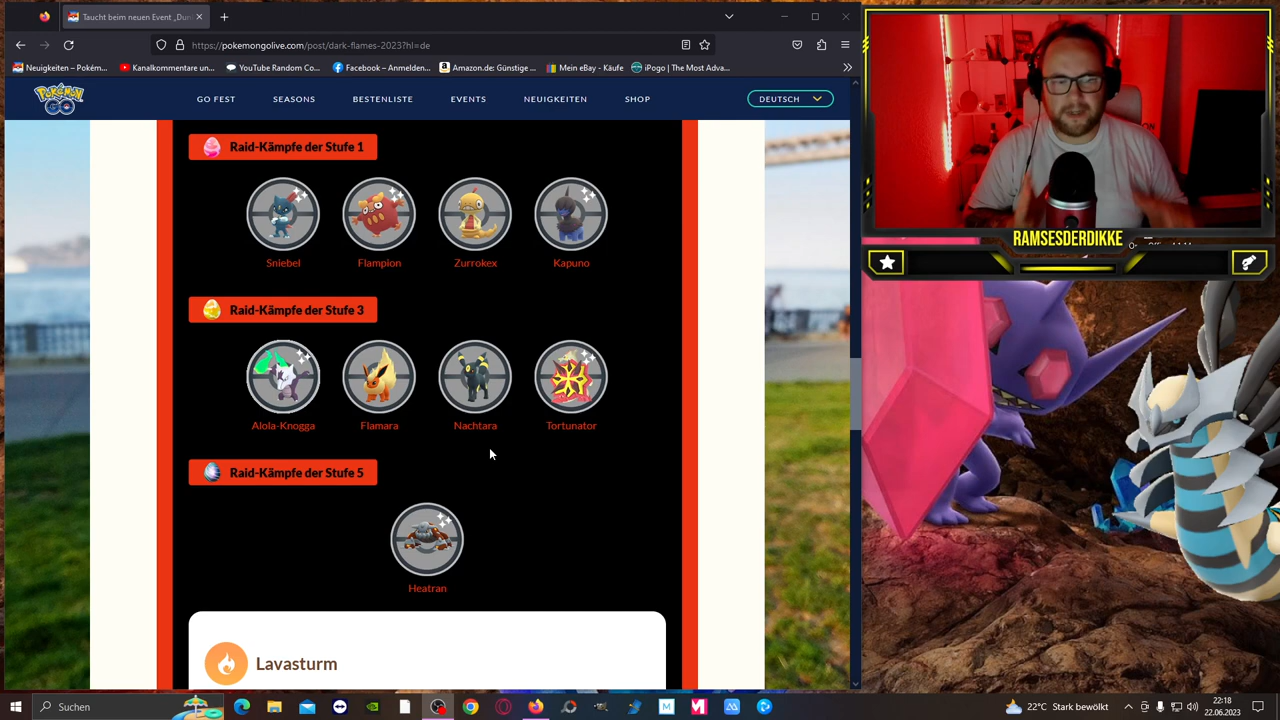 Taucht beim neuen Event „Dun
https://pokemongolive.com/post/dark-flames-2023?hl=de
Neuigkeiten – Pokém...
Kanalkommentare un...
YouTube Random Co...
Facebook – Anmelden...
Amazon.de: Günstige ...
Mein eBay - Käufe
iPogo | The Most Adva...
Pokémon GO
GO FEST
SEASONS
BESTENLISTE
EVENTS
NEUIGKEITEN
SHOP
DEUTSCH
Raid-Kämpfe der Stufe 1
Sniebel
Flampion
Zurrokex
Kapuno
Raid-Kämpfe der Stufe 3
Alola-Knogga
Flamara
Nachtara
Tortunator
Raid-Kämpfe der Stufe 5
Heatran
Lavasturm
RAMSESDERDIKKE
Suchen
22°C Stark bewölkt
22:18
22.06.2023